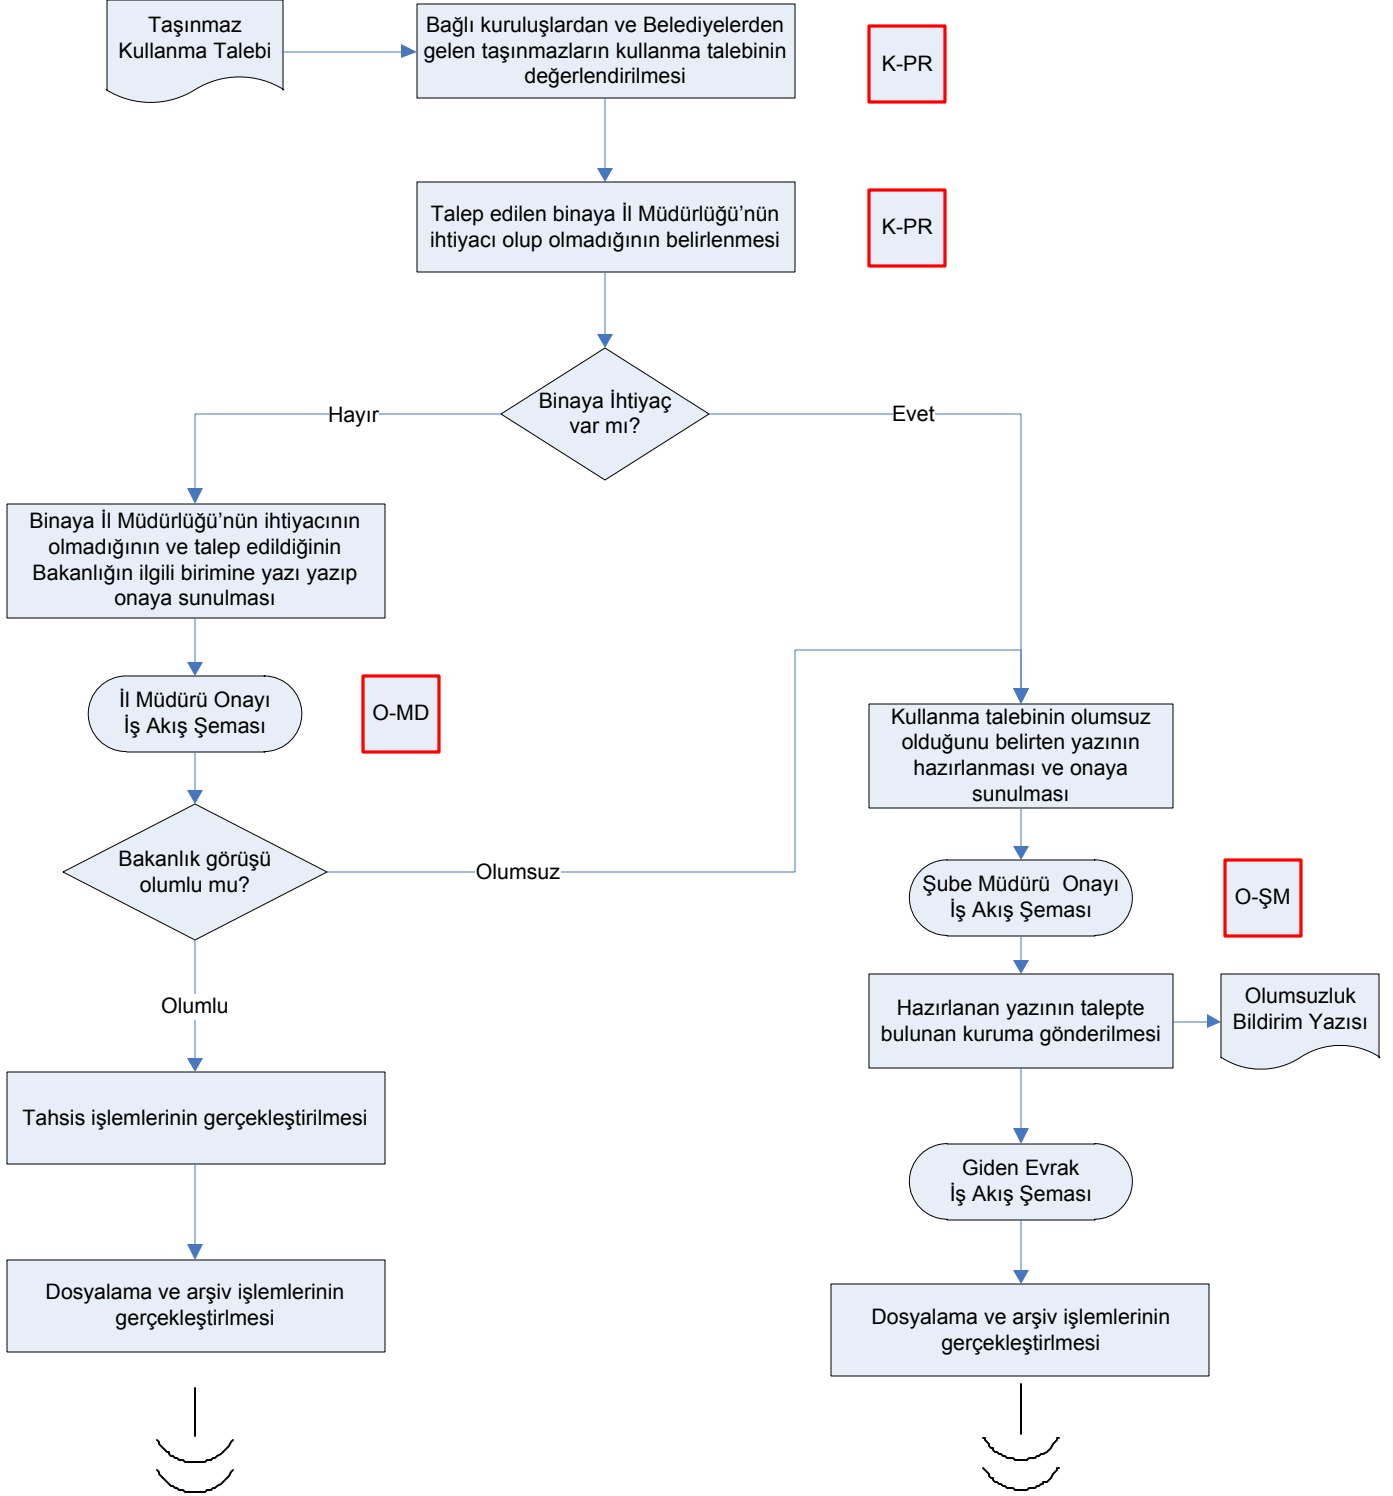 Taşınmaz
Kullanma Talebi
Bağlı kuruluşlardan ve Belediyelerden
gelen taşınmazların kullanma talebinin
değerlendirilmesi
K-PR
Talep edilen binaya İl Müdürlüğü’nün
ihtiyacı olup olmadığının belirlenmesi
K-PR
Binaya İhtiyaç
var mı?
Hayır
Evet
Binaya İl Müdürlüğü’nün ihtiyacının
olmadığının ve talep edildiğinin
Bakanlığın ilgili birimine yazı yazıp
onaya sunulması
İl Müdürü Onayı
İş Akış Şeması
O-MD
Kullanma talebinin olumsuz
olduğunu belirten yazının
hazırlanması ve onaya
sunulması
Bakanlık görüşü
olumlu mu?
Olumsuz
Şube Müdürü  Onayı
İş Akış Şeması
O-ŞM
Olumlu
Hazırlanan yazının talepte
bulunan kuruma gönderilmesi
Olumsuzluk
Bildirim Yazısı
Tahsis işlemlerinin gerçekleştirilmesi
Giden Evrak
İş Akış Şeması
Dosyalama ve arşiv işlemlerinin
gerçekleştirlmesi
Dosyalama ve arşiv işlemlerinin
gerçekleştirlmesi